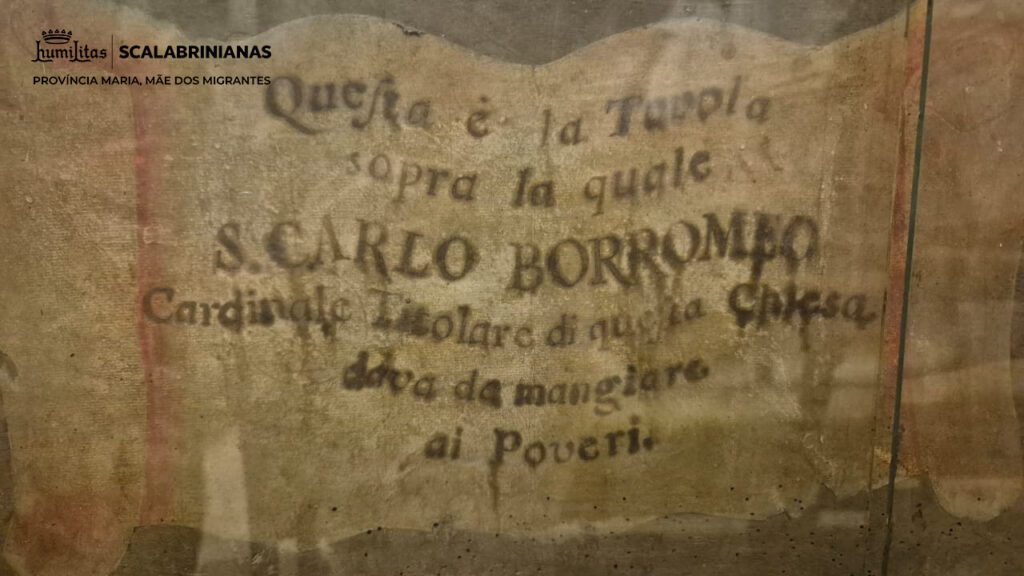 humilitas
SCALABRINIANAS
PROVÍNCIA MARIA, MÃE DOS MIGRANTES
Queſta è la Tavola
sopra la quale
S. CARLO BORROMEO
Cardinale Titolare di queſta Chiesa
dava da mangiare
ai Poveri.